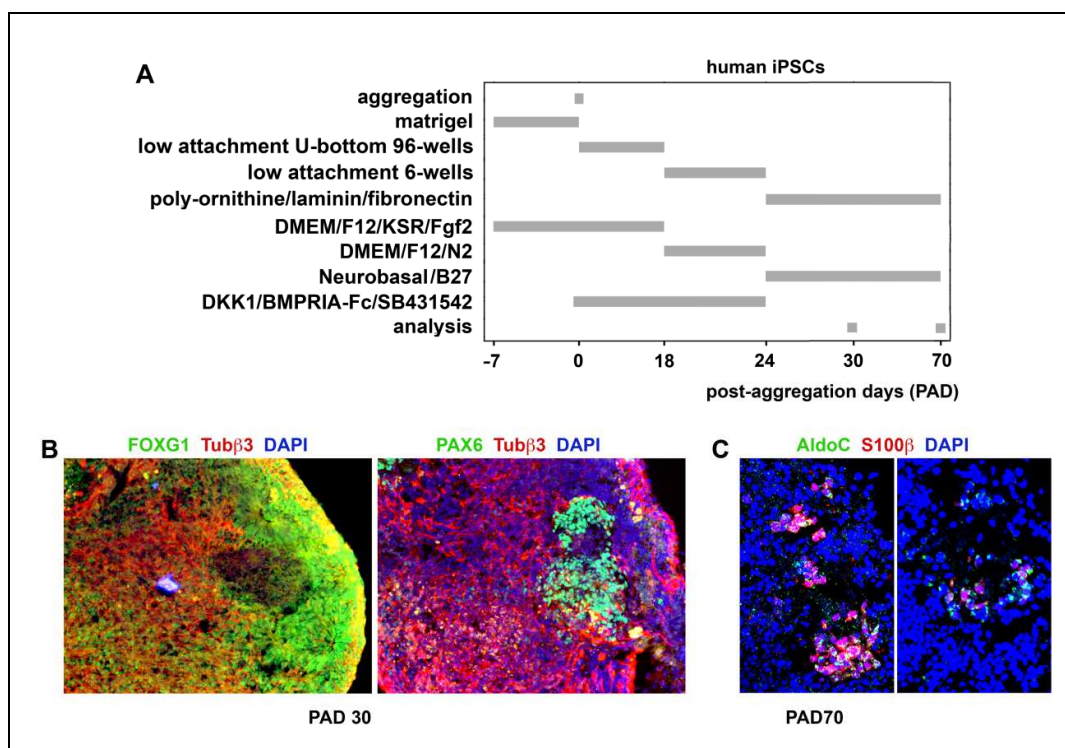 A
human iPSCs
aggregation
matrigel
low attachment U-bottom 96-wells
low attachment 6-wells
poly-ornithine/laminin/fibronectin
DMEM/F12/KSR/Fgf2
DMEM/F12/N2
Neurobasal/B27
DKK1/BMPRIA-Fc/SB431542
analysis
–7 0 18 24 30 70
post-aggregation days (PAD)
B FOXG1 Tubβ3 DAPI PAX6 Tubβ3 DAPI
C AldoC S100β DAPI
PAD 30 PAD70